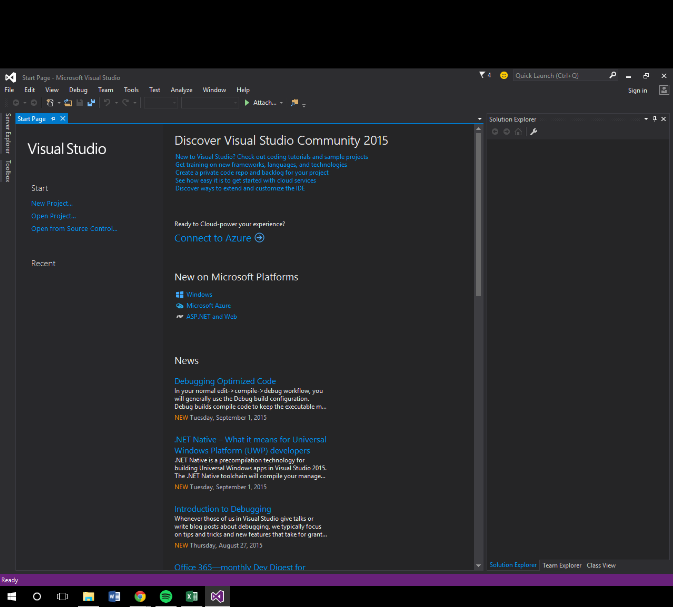 Start Page - Microsoft Visual Studio
4
Quick Launch (Ctrl+Q)
File Edit View Debug Team Tools Test Analyze Window Help
Sign in
Attach...
Server Explorer
Toolbox
Start Page
Solution Explorer
Visual Studio
Start
New Project...
Open Project...
Open from Source Control...
Recent
Discover Visual Studio Community 2015
New to Visual Studio? Check out coding tutorials and sample projects
Get training on new frameworks, languages, and technologies
Create a private code repo and backlog for your project
See how easy it is to get started with cloud services
Discover ways to extend and customize the IDE
Ready to Cloud-power your experience?
Connect to Azure
New on Microsoft Platforms
Windows
Microsoft Azure
ASP.NET and Web
News
Debugging Optimized Code
In your normal edit->compile->debug workflow, you
will generally use the Debug build configuration.
Debug builds compile code to keep the executable m...
NEW Tuesday, September 1, 2015
.NET Native – What it means for Universal
Windows Platform (UWP) developers
.NET Native is a precompilation technology for
building Universal Windows apps in Visual Studio 2015.
The .NET Native toolchain will compile your manage...
NEW Tuesday, September 1, 2015
Introduction to Debugging
Whenever those of us in Visual Studio give talks or
write blog posts about debugging, we typically focus
on tips and tricks and new features that take for grant...
NEW Thursday, August 27, 2015
Office 365—monthly Dev Digest for
Solution Explorer Team Explorer Class View
Ready